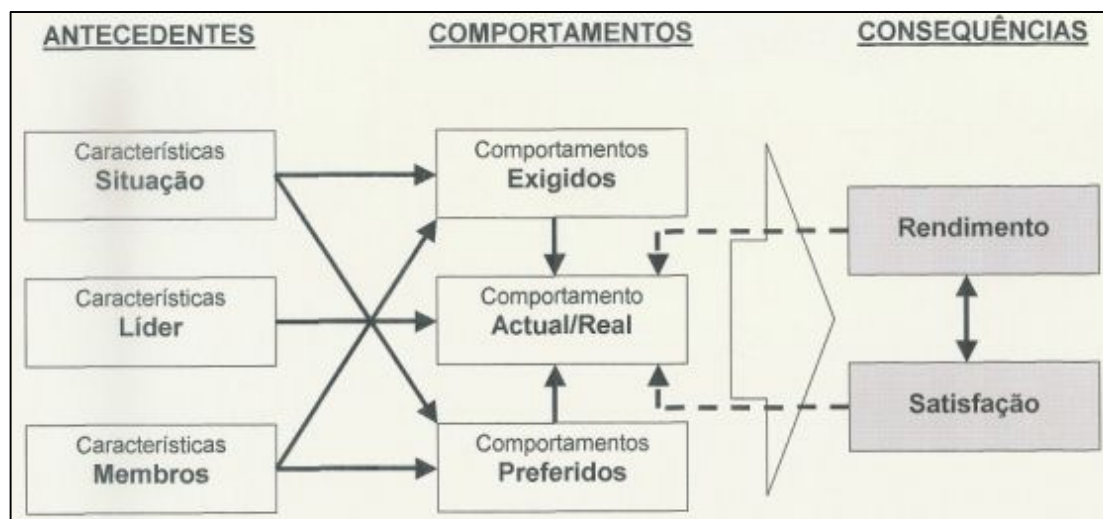 ANTECEDENTES
COMPORTAMENTOS
CONSEQUÊNCIAS
Características
Situação
Comportamentos
Exigidos
Rendimento
Características
Líder
Comportamento
Actual/Real
Satisfação
Características
Membros
Comportamentos
Preferidos